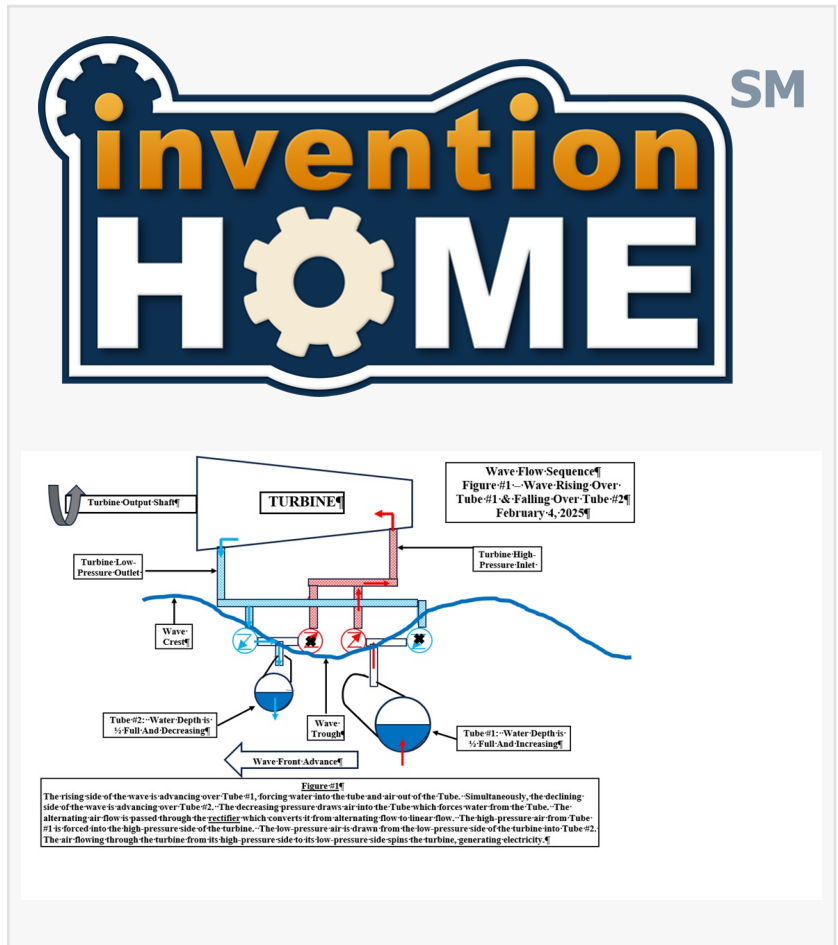 SM
invention
HOME
Wave·Flow·Sequence¶
Figure·#1·–·Wave·Rising·Over·
Tube·#1·&·Falling·Over·Tube·#2¶
February·4,·2025¶
Turbine·Output·Shaft¶
TURBINE¶
Turbine·Low-
Pressure·Outlet·
Turbine·High-
Pressure·Inlet·
Wave·
Crest¶
Tube·#2:··Water·Depth·is·
½·Full·And·Decreasing¶
Wave·
Trough¶
Tube·#1:··Water·Depth·is·
½·Full·And·Increasing¶
Wave·Front·Advance¶
Figure·#1¶
The·rising·side·of·the·wave·is·advancing·over·Tube·#1,·forcing·water·into·the·tube·and·air·out·of·the·Tube.··Simultaneously,·the·declining·
side·of·the·wave·is·advancing·over·Tube·#2.··The·decreasing·pressure·draws·air·into·the·Tube·which·forces·water·from·the·Tube.··The·
alternating·air·flow·is·passed·through·the·rectifier·which·converts·it·from·alternating·flow·to·linear·flow.··The·high-pressure·air·from·Tube·
#1·is·forced·into·the·high-pressure·side·of·the·turbine.··The·low-pressure·air·is·drawn·from·the·low-pressure·side·of·the·turbine·into·Tube·#2.·
The·air·flowing·through·the·turbine·from·its·high-pressure·side·to·its·low-pressure·side·spins·the·turbine,·generating·electricity.¶